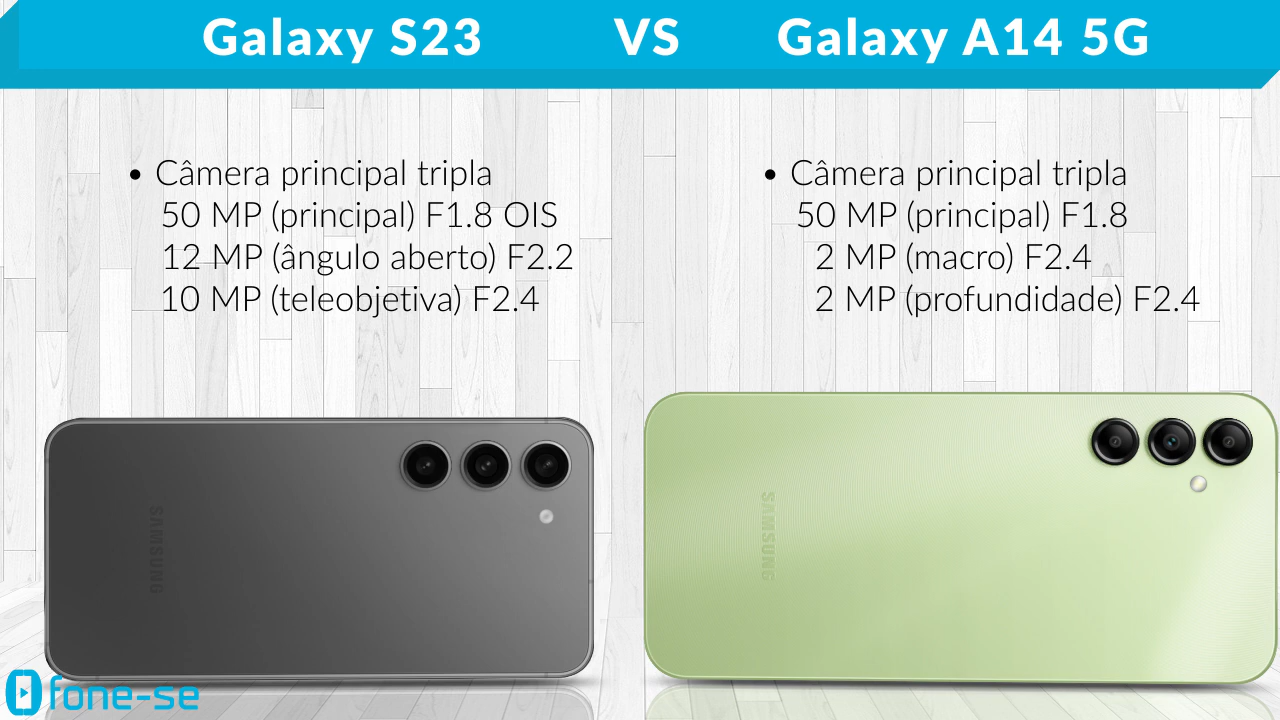 Galaxy S23 VS Galaxy A14 5G
• Câmera principal tripla
50 MP (principal) F1.8 OIS
12 MP (ângulo aberto) F2.2
10 MP (teleobjetiva) F2.4
• Câmera principal tripla
50 MP (principal) F1.8
2 MP (macro) F2.4
2 MP (profundidade) F2.4
SAMSUNG
SAMSUNG
fone-se